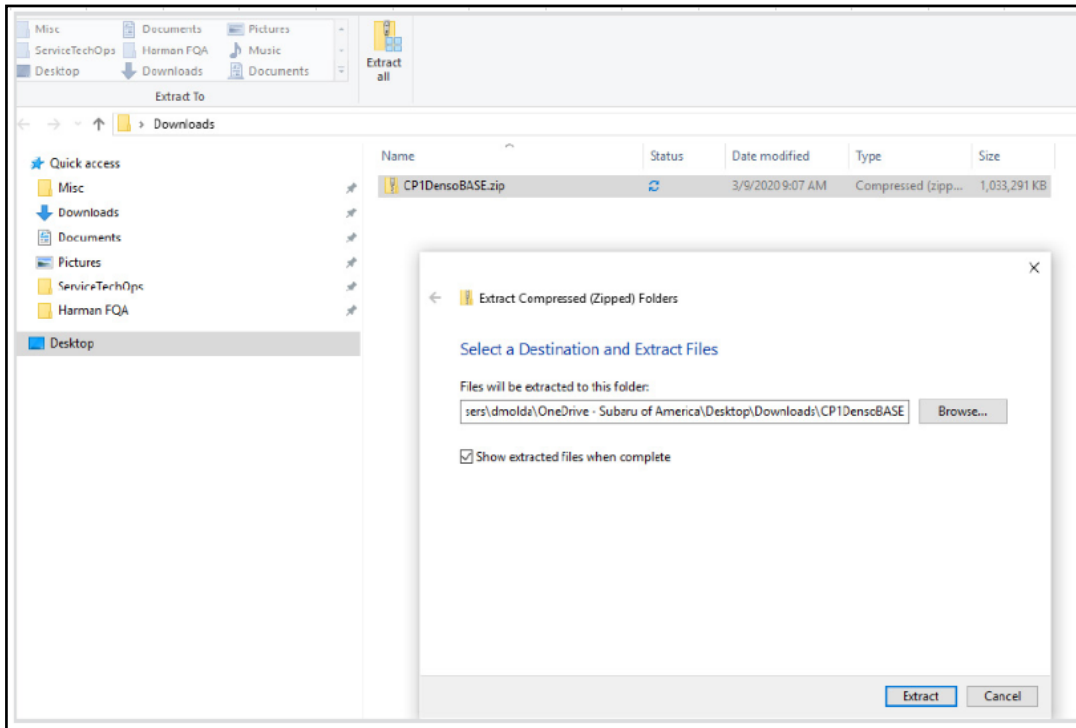 Misc Documents Pictures
ServiceTechOps Harman FQA Music
Desktop Downloads Documents
Extract all
Extract To
> Downloads
Quick access
Misc
Downloads
Documents
Pictures
ServiceTechOps
Harman FQA
Desktop
Name Status Date modified Type Size
CP1DensoBASE.zip 3/9/2020 9:07 AM Compressed (zipp... 1,033,291 KB
Extract Compressed (Zipped) Folders
Select a Destination and Extract Files
Files will be extracted to this folder:
sers\dmolda\OneDrive - Subaru of America\Desktop\Downloads\CP1DensoBASE Browse...
Show extracted files when complete
Extract Cancel